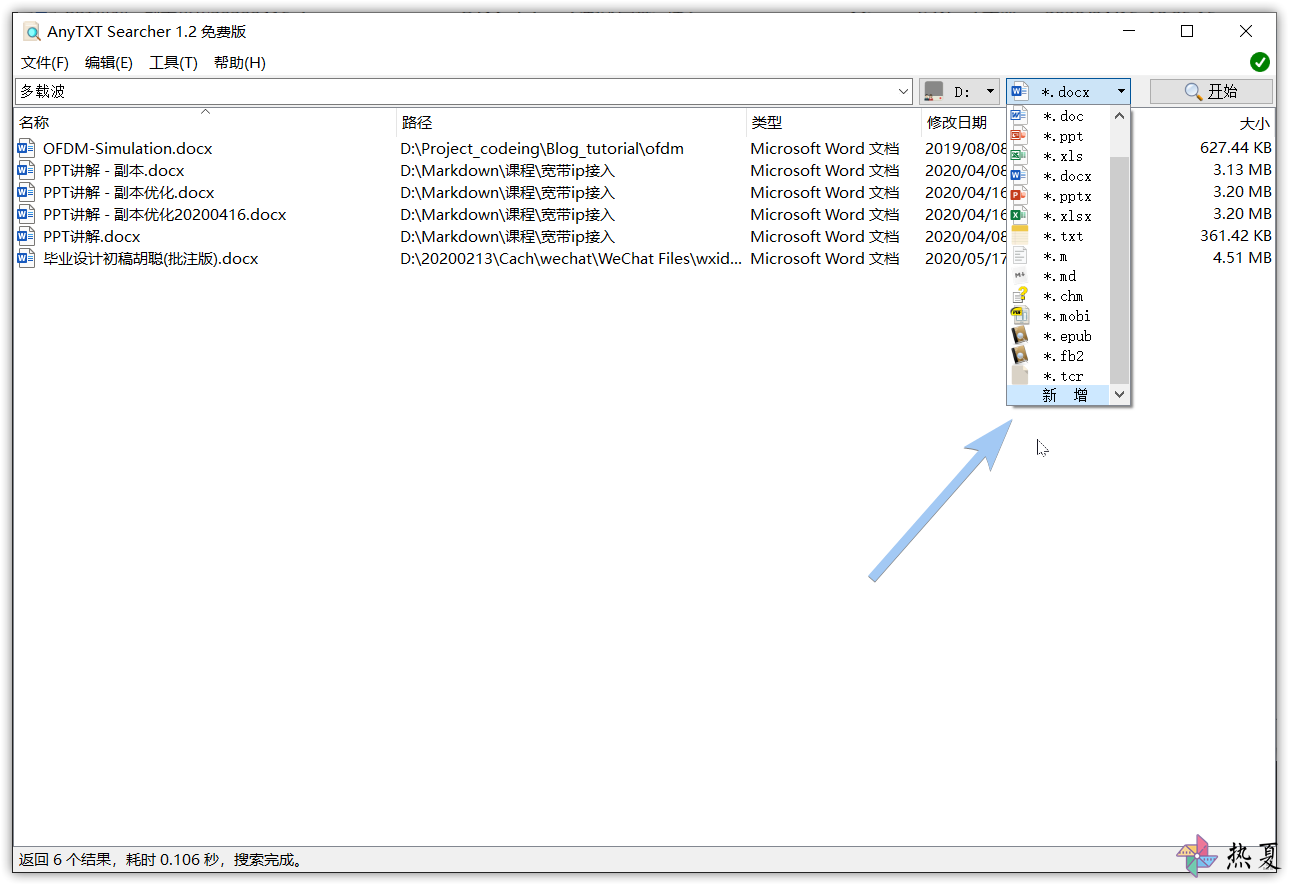 AnyTXT Searcher 1.2 免费版
文件(F) 编辑(E) 工具(T) 帮助(H)
多载波 D: *.docx 开始
名称 路径 类型 修改日期 大小
OFDM-Simulation.docx D:\Project_codeing\Blog_tutorial\ofdm Microsoft Word 文档 2019/08/08 627.44 KB
PPT讲解 - 副本.docx D:\Markdown\课程\宽带ip接入 Microsoft Word 文档 2020/04/08 3.13 MB
PPT讲解 - 副本优化.docx D:\Markdown\课程\宽带ip接入 Microsoft Word 文档 2020/04/16 3.20 MB
PPT讲解 - 副本优化20200416.docx D:\Markdown\课程\宽带ip接入 Microsoft Word 文档 2020/04/16 3.20 MB
PPT讲解.docx D:\Markdown\课程\宽带ip接入 Microsoft Word 文档 2020/04/08 361.42 KB
毕业设计初稿胡聪(批注版).docx D:\20200213\Cach\wechat\WeChat Files\wxid... Microsoft Word 文档 2020/05/17 4.51 MB
*.doc
*.ppt
*.xls
*.docx
*.pptx
*.xlsx
*.txt
*.m
*.md
*.chm
*.mobi
*.epub
*.fb2
*.tcr
新 增
返回 6 个结果，耗时 0.106 秒，搜索完成。
热夏